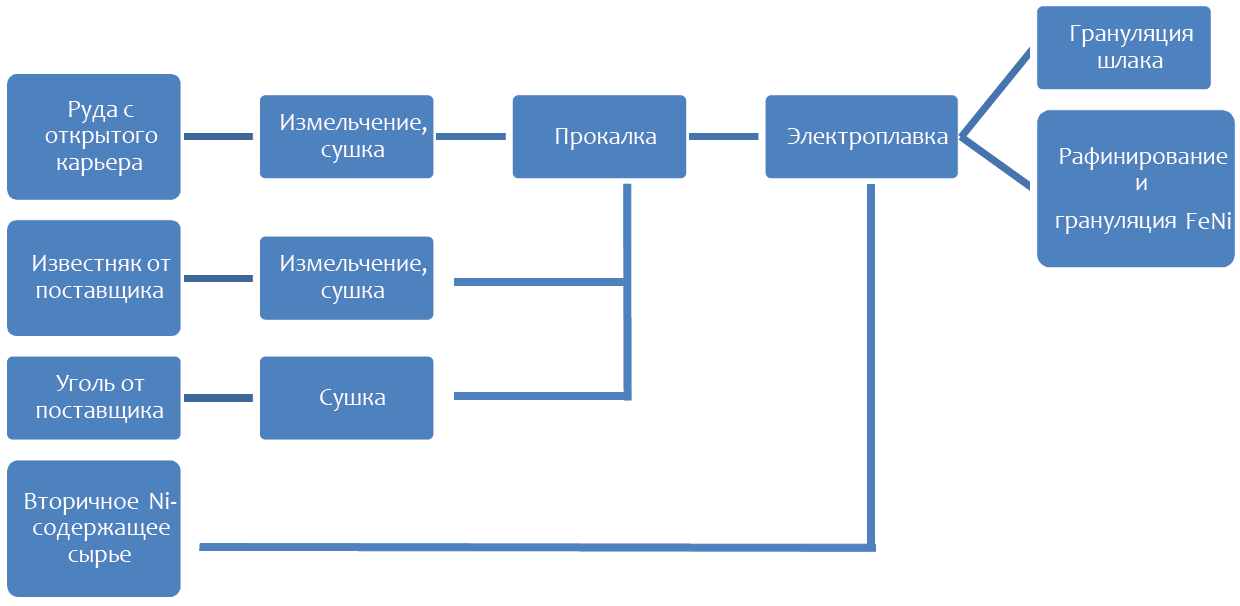 Руда с
открытого
карьера
Измельчение,
сушка
Прокалка
Электроплавка
Грануляция
шлака
Рафинирование
и
грануляция FeNi
Известняк от
поставщика
Измельчение,
сушка
Уголь от
поставщика
Сушка
Вторичное Ni-
содержащее
сырье